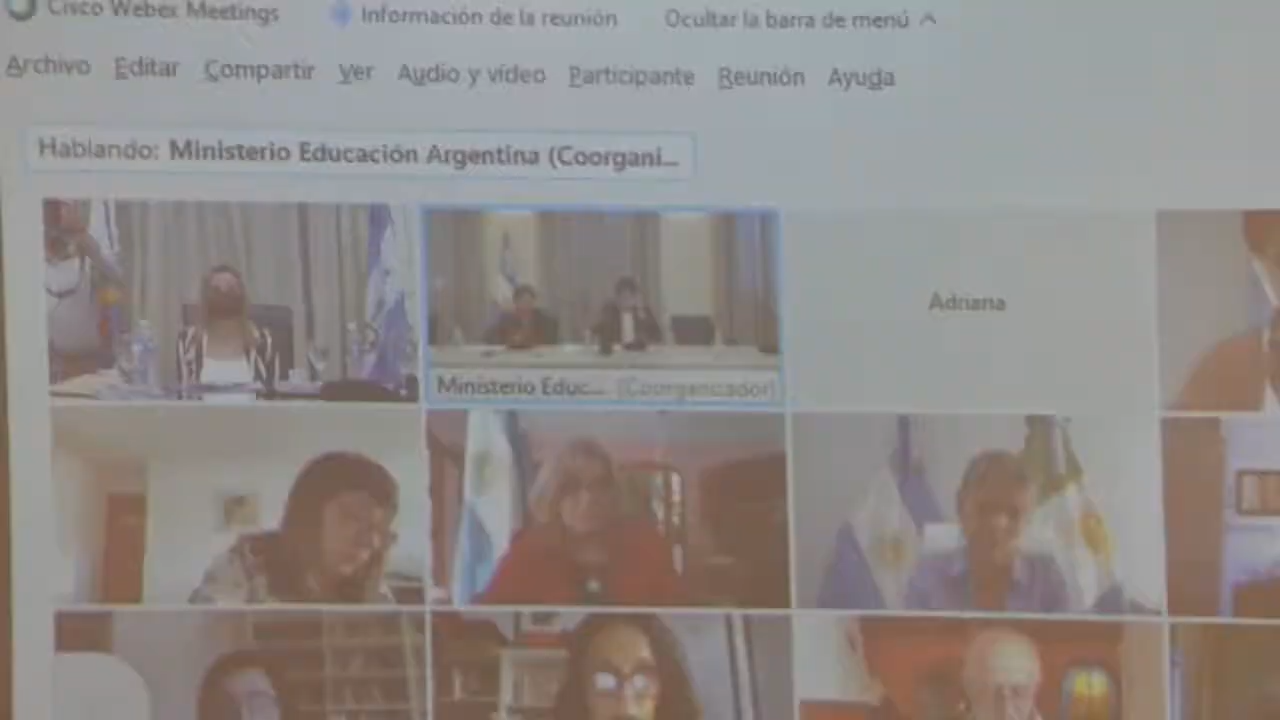 Cisco Webex Meetings Información de la reunión Ocultar la barra de menú
Archivo Editar Compartir Ver Audio y vídeo Participante Reunión Ayuda
Hablando: Ministerio Educación Argentina (Coorgani...
Adriana
Ministerio Educ... (Coorganizador)